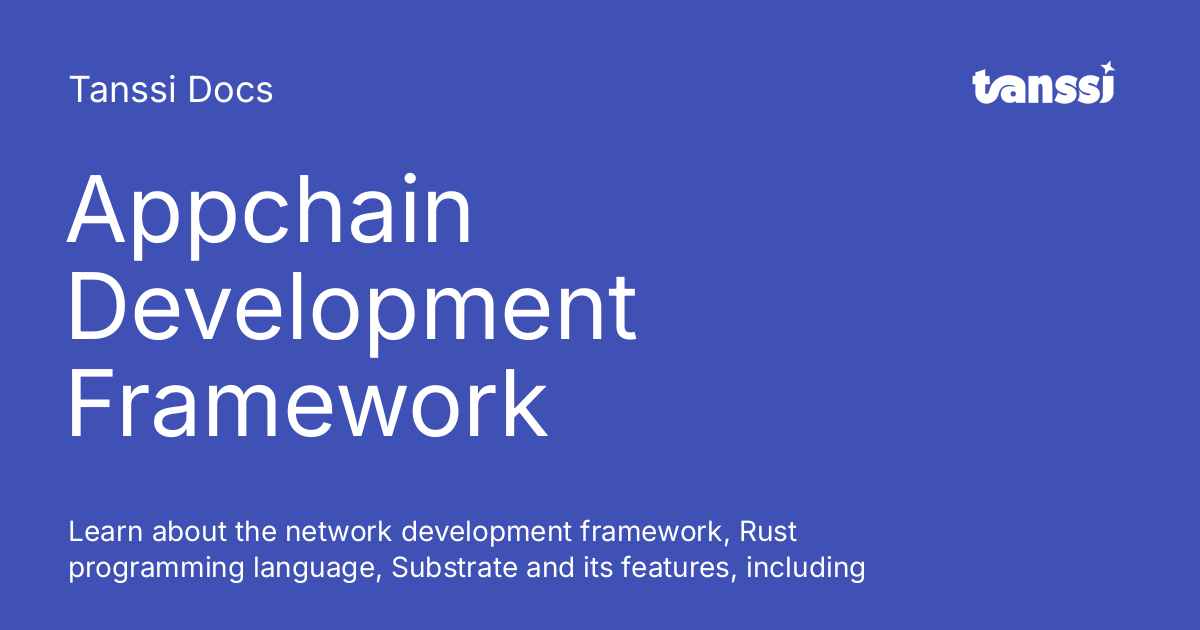 Tanssi Docs
tanssi
Appchain
Development
Framework
Learn about the network development framework, Rust
programming language, Substrate and its features, including